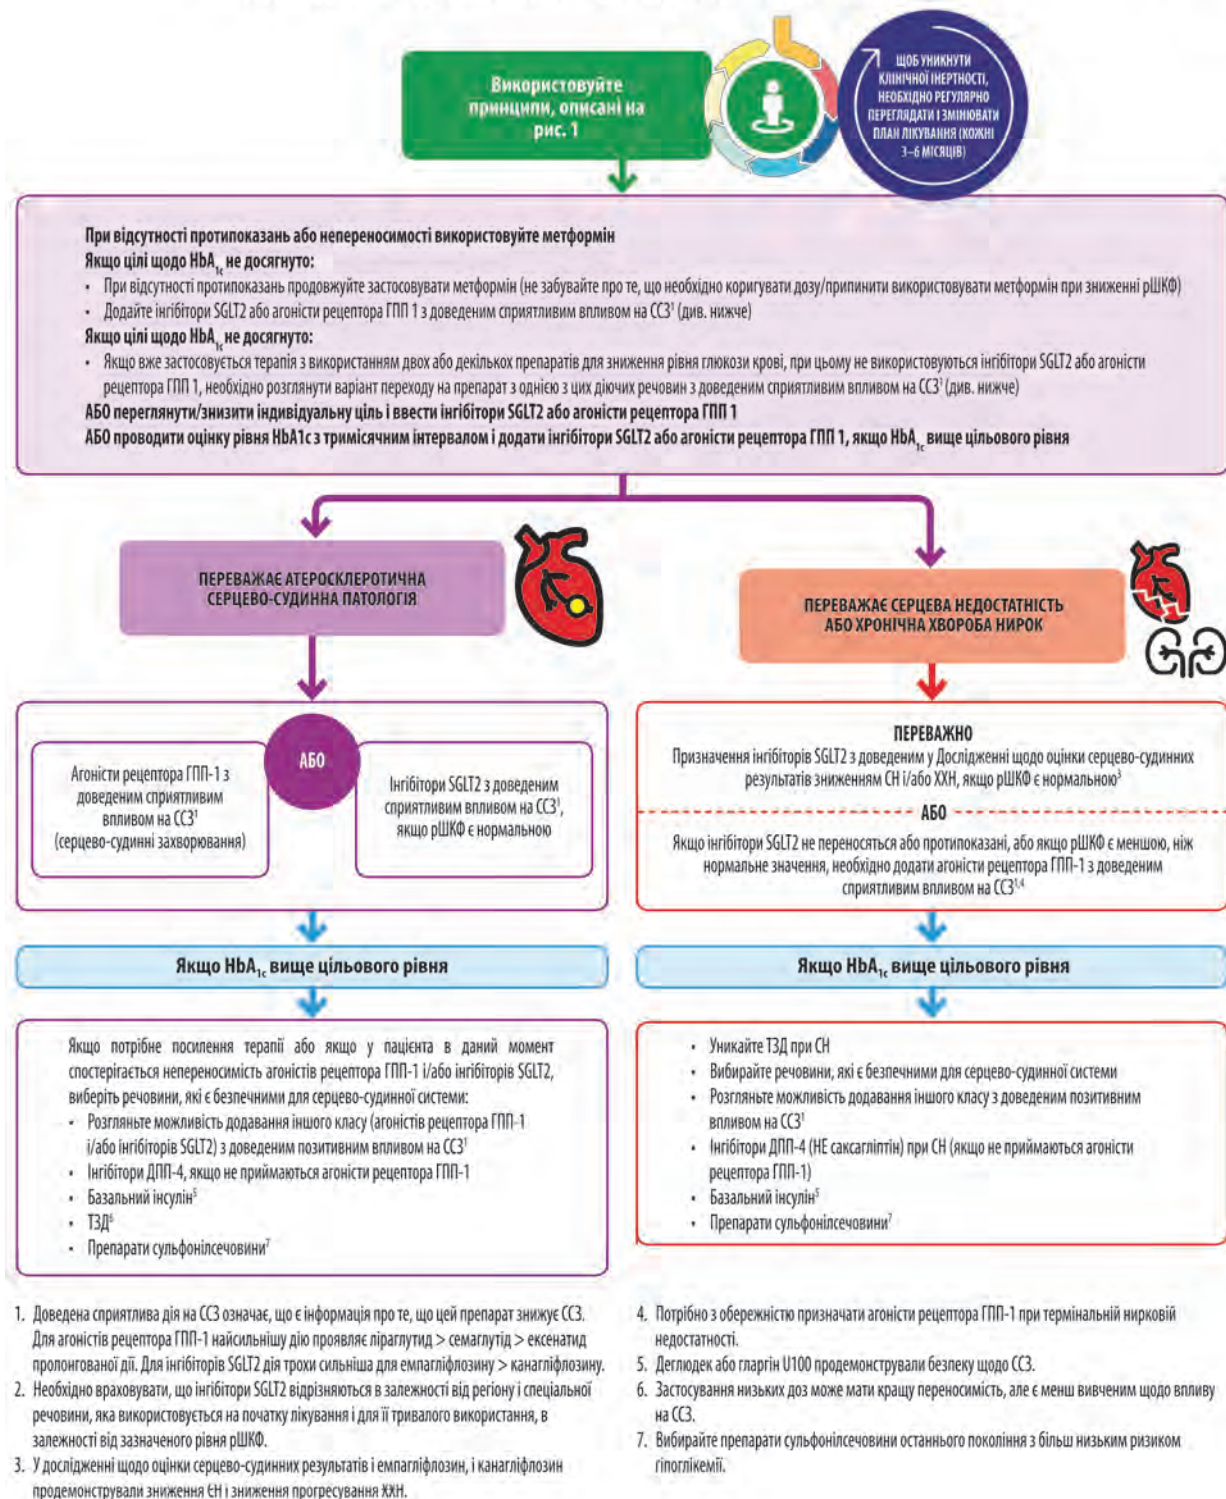 Використовуйте
принципи, описані на
рис. 1
ЩОБ УНИКНУТИ
КЛІНІЧНОЇ ІНЕРТНОСТІ,
НЕОБХІДНО РЕГУЛЯРНО
ПЕРЕГЛЯДАТИ І ЗМІНЮВАТИ
ПЛАН ЛІКУВАННЯ (КОЖНІ
3–6 МІСЯЦІВ)
При відсутності протипоказань або непереносимості використовуйте метформін
Якщо цілі щодо HbA1c не досягнуто:
• При відсутності протипоказань продовжуйте застосовувати метформін (не забувайте про те, що необхідно коригувати дозу/припинити використовувати метформін при зниженні рШКФ)
• Додайте інгібітори SGLT2 або агоністи рецептора ГПП 1 з доведеним сприятливим впливом на ССЗ¹ (див. нижче)
Якщо цілі щодо HbA1c не досягнуто:
• Якщо вже застосовується терапія з використанням двох або декількох препаратів для зниження рівня глюкози крові, при цьому не використовуються інгібітори SGLT2 або агоністи
рецептора ГПП 1, необхідно розглянути варіант переходу на препарат з однією з цих діючих речовин з доведеним сприятливим впливом на ССЗ¹ (див. нижче)
АБО переглянути/знизити індивідуальну ціль і ввести інгібітори SGLT2 або агоністи рецептора ГПП 1
АБО проводити оцінку рівня HbA1c з тримісячним інтервалом і додати інгібітори SGLT2 або агоністи рецептора ГПП 1, якщо HbA1c вище цільового рівня
ПЕРЕВАЖАЄ АТЕРОСКЛЕРОТИЧНА
СЕРЦЕВО-СУДИННА ПАТОЛОГІЯ
Агоністи рецептора ГПП-1 з
доведеним сприятливим
впливом на ССЗ¹
(серцево-судинні захворювання)
АБО
Інгібітори SGLT2 з доведеним
сприятливим впливом на ССЗ¹,
якщо рШКФ є нормальною
Якщо HbA1c вище цільового рівня
Якщо потрібне посилення терапії або якщо у пацієнта в даний момент
спостерігається непереносимість агоністів рецептора ГПП-1 і/або інгібіторів SGLT2,
виберіть речовини, які є безпечними для серцево-судинної системи:
• Розгляньте можливість додавання іншого класу (агоністів рецептора ГПП-1
і/або інгібіторів SGLT2) з доведеним позитивним впливом на ССЗ¹
• Інгібітори ДПП-4, якщо не приймаються агоністи рецептора ГПП-1
• Базальний інсулін⁵
• ТЗД⁶
• Препарати сульфонілсечовини⁷
ПЕРЕВАЖАЄ СЕРЦЕВА НЕДОСТАТНІСТЬ
АБО ХРОНІЧНА ХВОРОБА НИРОК
ПЕРЕВАЖНО
Призначення інгібіторів SGLT2 з доведеним у Дослідженні щодо оцінки серцево-судинних
результатів зниженням СН і/або ХХН, якщо рШКФ є нормальною³
АБО
Якщо інгібітори SGLT2 не переносяться або протипоказані, або якщо рШКФ є меншою, ніж
нормальне значення, необхідно додати агоністи рецептора ГПП-1 з доведеним
сприятливим впливом на ССЗ¹,⁴
Якщо HbA1c вище цільового рівня
• Уникайте ТЗД при СН
• Вибирайте речовини, які є безпечними для серцево-судинної системи
• Розгляньте можливість додавання іншого класу з доведеним позитивним
впливом на ССЗ¹
• Інгібітори ДПП-4 (НЕ саксагліптин) при СН (якщо не приймаються агоністи
рецептора ГПП-1)
• Базальний інсулін⁵
• Препарати сульфонілсечовини⁷
1. Доведена сприятлива дія на ССЗ означає, що є інформація про те, що цей препарат знижує ССЗ.
Для агоністів рецептора ГПП-1 найсильнішу дію проявляє ліраглутид > семаглутід > ексенатид
пролонгованої дії. Для інгібіторів SGLT2 дія трохи сильніша для емпагліфлозину > канагліфлозину.
2. Необхідно враховувати, що інгібітори SGLT2 відрізняються в залежності від регіону і спеціальної
речовини, яка використовується на початку лікування і для її тривалого використання, в
залежності від зазначеного рівня рШКФ.
3. У дослідженні щодо оцінки серцево-судинних результатів і емпагліфлозин, і канагліфлозин
продемонстрували зниження ЄН і зниження прогресування ХХН.
4. Потрібно з обережністю призначати агоністи рецептора ГПП-1 при термінальній нирковій
недостатності.
5. Деглюдек або гларгін U100 продемонстрували безпеку щодо ССЗ.
6. Застосування низьких доз може мати кращу переносимість, але є менш вивченим щодо впливу
на ССЗ.
7. Вибирайте препарати сульфонілсечовини останнього покоління з більш низьким ризиком
гіпоглікемії.